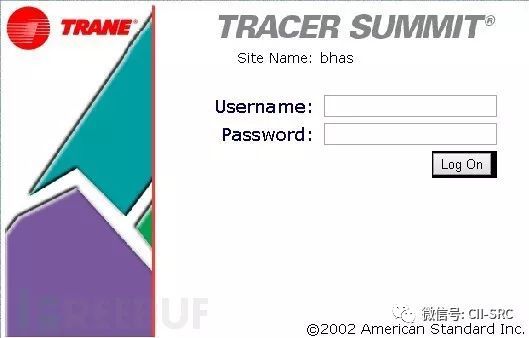 TRANE®
TRACER SUMMIT®
Site Name: bhas
Username:
Password:
Log On
REEBUF
微信号: CII-SRC
©2002 American Standard Inc.